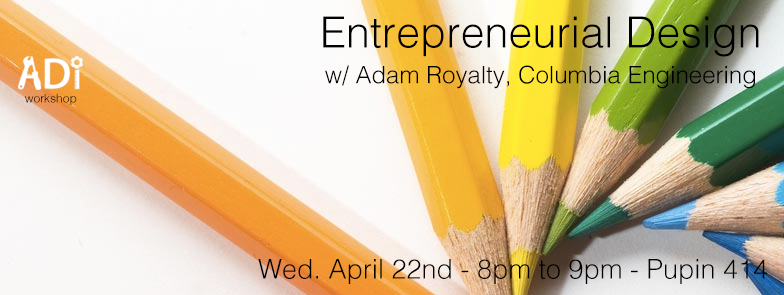 Entrepreneurial Design
w/ Adam Royalty, Columbia Engineering
ADi
workshop
Wed. April 22nd - 8pm to 9pm - Pupin 414